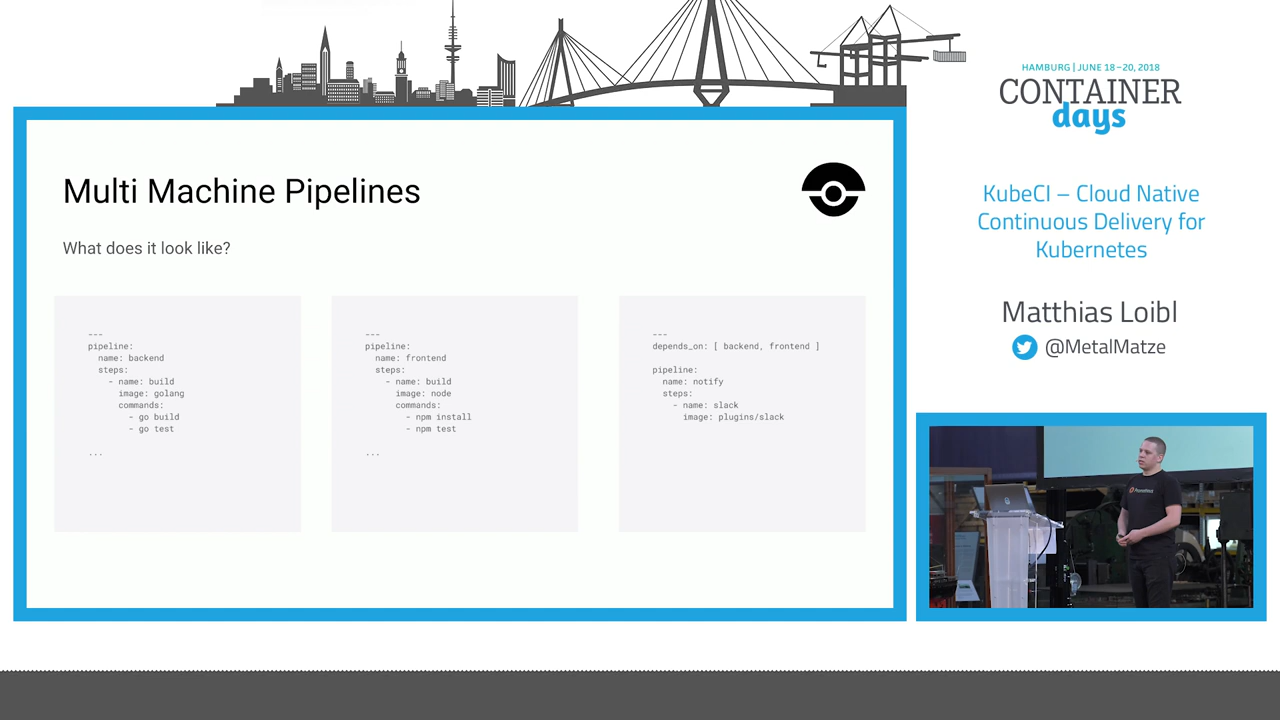 HAMBURG | JUNE 18–20, 2018
CONTAINER
days
Multi Machine Pipelines
What does it look like?
---
pipeline:
  name: backend
  steps:
    - name: build
      image: golang
      commands:
        - go build
        - go test
...
---
pipeline:
  name: frontend
  steps:
    - name: build
      image: node
      commands:
        - npm install
        - npm test
...
---
depends_on: [ backend, frontend ]
pipeline:
  name: notify
  steps:
    - name: slack
      image: plugins/slack
KubeCI – Cloud Native
Continuous Delivery for
Kubernetes
Matthias Loibl
@MetalMatze